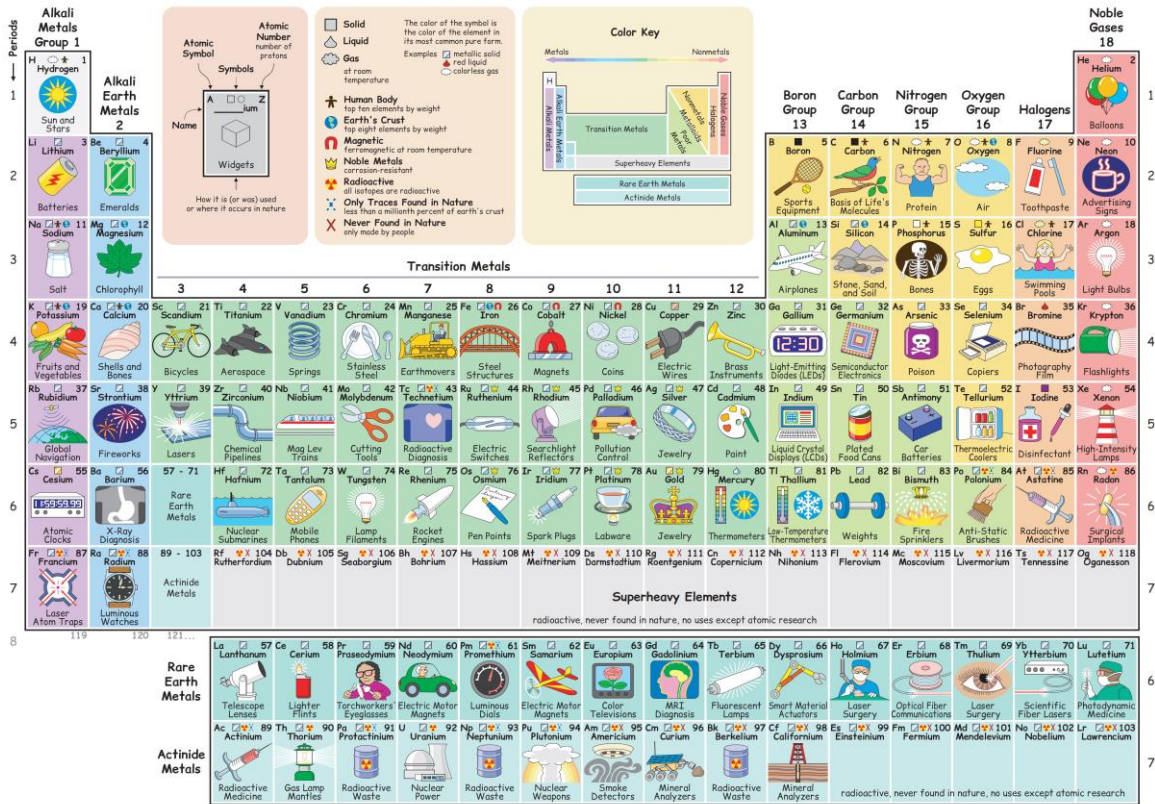 Periods
Alkali
Metals
Group 1
Alkali
Earth
Metals
2
Atomic
Symbol
Atomic
Number
number of
protons
Symbols
A Z
ium
Name
Widgets
How it is (or was) used
or where it occurs in nature
Solid
Liquid
Gas
at room
temperature
The color of the symbol is
the color of the element in
its most common pure form.
Examples
metallic solid
red liquid
colorless gas
Human Body
top ten elements by weight
Earth's Crust
top eight elements by weight
Magnetic
ferromagnetic at room temperature
Noble Metals
corrosion-resistant
Radioactive
all isotopes are radioactive
Only Traces Found in Nature
less than a millionth percent of earth's crust
Never Found in Nature
only made by people
Color Key
Metals
Nonmetals
H
Alkali Metals
Alkali Earth Metals
Transition Metals
Poor Metals
Metalloids
Nonmetals
Halogens
Noble Gases
Superheavy Elements
Rare Earth Metals
Actinide Metals
Boron
Group
13
Carbon
Group
14
Nitrogen
Group
15
Oxygen
Group
16
Halogens
17
Noble
Gases
18
1
H 1
Hydrogen
Sun and
Stars
He 2
Helium
Balloons
1
2
Li 3
Lithium
Batteries
Be 4
Beryllium
Emeralds
B 5
Boron
Sports
Equipment
C 6
Carbon
Basis of Life's
Molecules
N 7
Nitrogen
Protein
O 8
Oxygen
Air
F 9
Fluorine
Toothpaste
Ne 10
Neon
Advertising
Signs
2
3
Na 11
Sodium
Salt
Mg 12
Magnesium
Chlorophyll
Transition Metals
3 4 5 6 7 8 9 10 11 12
Al 13
Aluminum
Airplanes
Si 14
Silicon
Stone, Sand,
and Soil
P 15
Phosphorus
Bones
S 16
Sulfur
Eggs
Cl 17
Chlorine
Swimming
Pools
Ar 18
Argon
Light Bulbs
3
4
K 19
Potassium
Fruits and
Vegetables
Ca 20
Calcium
Shells and
Bones
Sc 21
Scandium
Bicycles
Ti 22
Titanium
Aerospace
V 23
Vanadium
Springs
Cr 24
Chromium
Stainless
Steel
Mn 25
Manganese
Earthmovers
Fe 26
Iron
Steel
Structures
Co 27
Cobalt
Magnets
Ni 28
Nickel
Coins
Cu 29
Copper
Electric
Wires
Zn 30
Zinc
Brass
Instruments
Ga 31
Gallium
12:30
Light-Emitting
Diodes (LEDs)
Ge 32
Germanium
Semiconductor
Electronics
As 33
Arsenic
Poison
Se 34
Selenium
Copiers
Br 35
Bromine
Photography
Film
Kr 36
Krypton
Flashlights
4
5
Rb 37
Rubidium
Global
Navigation
Sr 38
Strontium
Fireworks
Y 39
Yttrium
Lasers
Zr 40
Zirconium
Chemical
Pipelines
Nb 41
Niobium
Mag Lev
Trains
Mo 42
Molybdenum
Cutting
Tools
Tc 43
Technetium
Radioactive
Diagnosis
Ru 44
Ruthenium
Electric
Switches
Rh 45
Rhodium
Searchlight
Reflectors
Pd 46
Palladium
Pollution
Control
Ag 47
Silver
Jewelry
Cd 48
Cadmium
Paint
In 49
Indium
Liquid Crystal
Displays (LCDs)
Sn 50
Tin
Plated
Food Cans
Sb 51
Antimony
Car
Batteries
Te 52
Tellurium
Thermoelectric
Coolers
I 53
Iodine
Disinfectant
Xe 54
Xenon
High-Intensity
Lamps
5
6
Cs 55
Cesium
Atomic
Clocks
Ba 56
Barium
X-Ray
Diagnosis
57 - 71
Rare
Earth
Metals
Hf 72
Hafnium
Nuclear
Submarines
Ta 73
Tantalum
Mobile
Phones
W 74
Tungsten
Lamp
Filaments
Re 75
Rhenium
Rocket
Engines
Os 76
Osmium
Pen Points
Ir 77
Iridium
Spark Plugs
Pt 78
Platinum
Labware
Au 79
Gold
Jewelry
Hg 80
Mercury
Thermometers
Tl 81
Thallium
Low-Temperature
Thermometers
Pb 82
Lead
Weights
Bi 83
Bismuth
Fire
Sprinklers
Po 84
Polonium
Anti-Static
Brushes
At 85
Astatine
Radioactive
Medicine
Rn 86
Radon
Surgical
Implants
6
7
Fr 87
Francium
Laser
Atom Traps
Ra 88
Radium
Luminous
Watches
89 - 103
Actinide
Metals
Rf 104
Rutherfordium
Db 105
Dubnium
Sg 106
Seaborgium
Bh 107
Bohrium
Hs 108
Hassium
Mt 109
Meitnerium
Ds 110
Darmstadtium
Rg 111
Roentgenium
Cn 112
Copernicium
Nh 113
Nihonium
Fl 114
Flerovium
Mc 115
Moscovium
Lv 116
Livermorium
Ts 117
Tennessine
Og 118
Oganesson
7
Superheavy Elements
radioactive, never found in nature, no uses except atomic research
8
119 120 121...
Rare
Earth
Metals
La 57
Lanthanum
Telescope
Lenses
Ce 58
Cerium
Lighter
Flints
Pr 59
Praseodymium
Torchworkers'
Eyeglasses
Nd 60
Neodymium
Electric Motor
Magnets
Pm 61
Promethium
Luminous
Dials
Sm 62
Samarium
Electric Motor
Magnets
Eu 63
Europium
Color
Televisions
Gd 64
Gadolinium
MRI
Diagnosis
Tb 65
Terbium
Fluorescent
Lamps
Dy 66
Dysprosium
Smart Material
Actuators
Ho 67
Holmium
Laser
Surgery
Er 68
Erbium
Optical Fiber
Communications
Tm 69
Thulium
Laser
Surgery
Yb 70
Ytterbium
Scientific
Fiber Lasers
Lu 71
Lutetium
Photodynamic
Medicine
6
Actinide
Metals
Ac 89
Actinium
Radioactive
Medicine
Th 90
Thorium
Gas Lamp
Mantles
Pa 91
Protactinium
Radioactive
Waste
U 92
Uranium
Nuclear
Power
Np 93
Neptunium
Radioactive
Waste
Pu 94
Plutonium
Nuclear
Weapons
Am 95
Americium
Smoke
Detectors
Cm 96
Curium
Mineral
Analyzers
Bk 97
Berkelium
Radioactive
Waste
Cf 98
Californium
Mineral
Analyzers
Es 99
Einsteinium
Fm 100
Fermium
Md 101
Mendelevium
No 102
Nobelium
Lr 103
Lawrencium
radioactive, never found in nature, no uses except atomic research
7